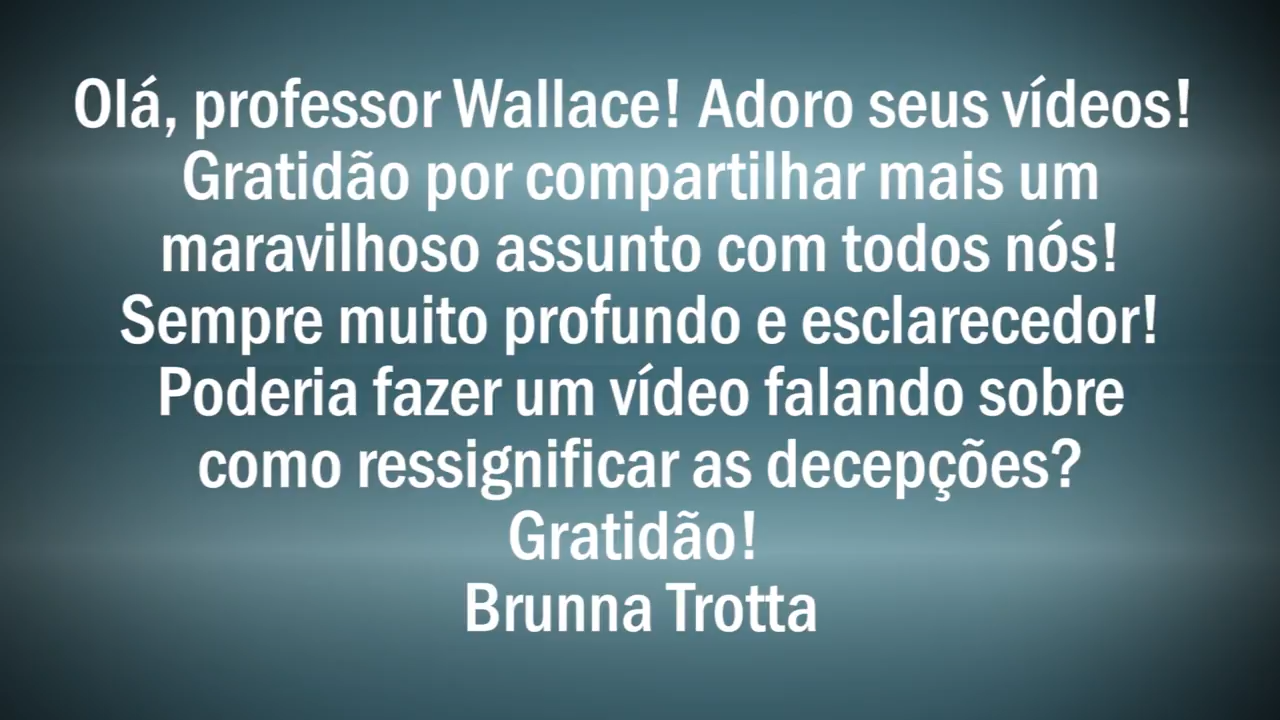 Olá, professor Wallace! Adoro seus vídeos!
Gratidão por compartilhar mais um
maravilhoso assunto com todos nós!
Sempre muito profundo e esclarecedor!
Poderia fazer um vídeo falando sobre
como ressignificar as decepções?
Gratidão!
Brunna Trotta